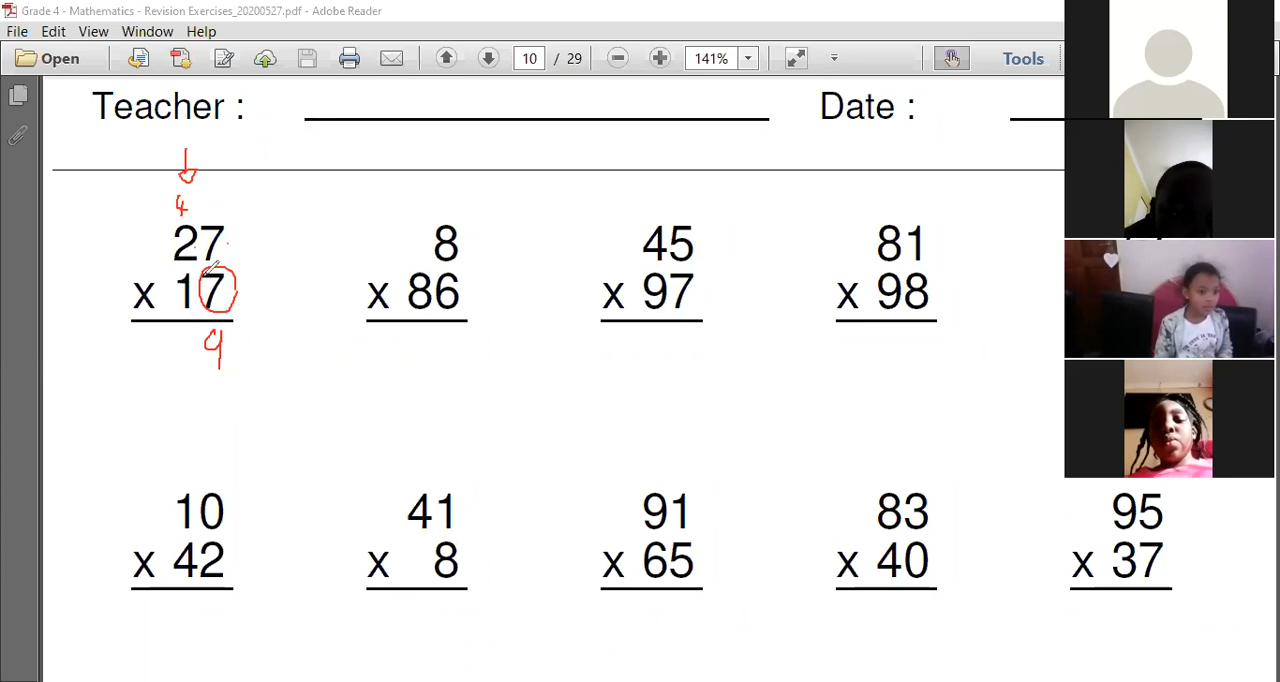 Grade 4 - Mathematics - Revision Exercises_20200527.pdf - Adobe Reader
File Edit View Window Help
Open 10 / 29 141% Tools
Teacher : Date :
4
27 8 45 81
x 17 x 86 x 97 x 98
9
10 41 91 83 95
x 42 x 8 x 65 x 40 x 37